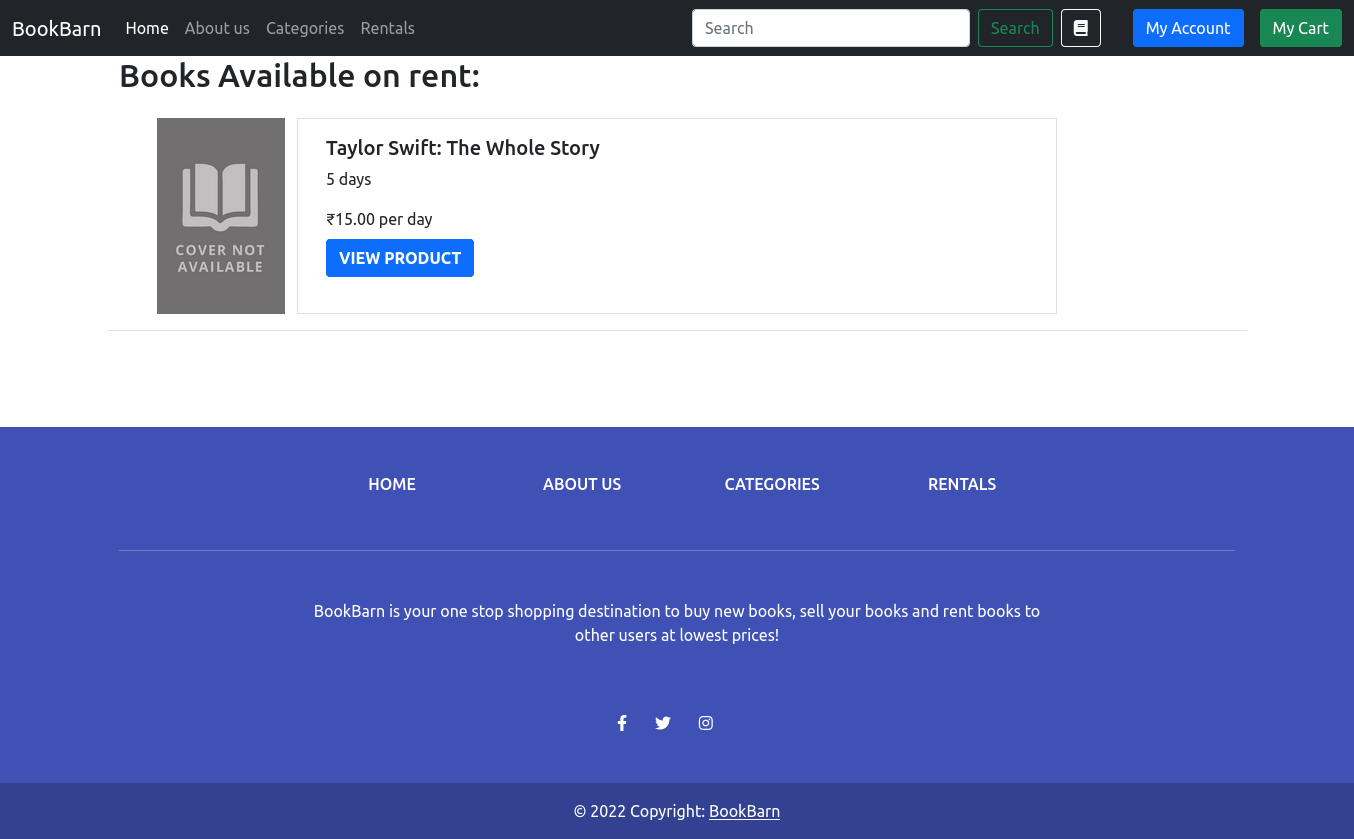 BookBarn Home About us Categories Rentals Search Search My Account My Cart
Books Available on rent:
COVER NOT
AVAILABLE
Taylor Swift: The Whole Story
5 days
₹15.00 per day
VIEW PRODUCT
HOME ABOUT US CATEGORIES RENTALS
BookBarn is your one stop shopping destination to buy new books, sell your books and rent books to
other users at lowest prices!
© 2022 Copyright: BookBarn